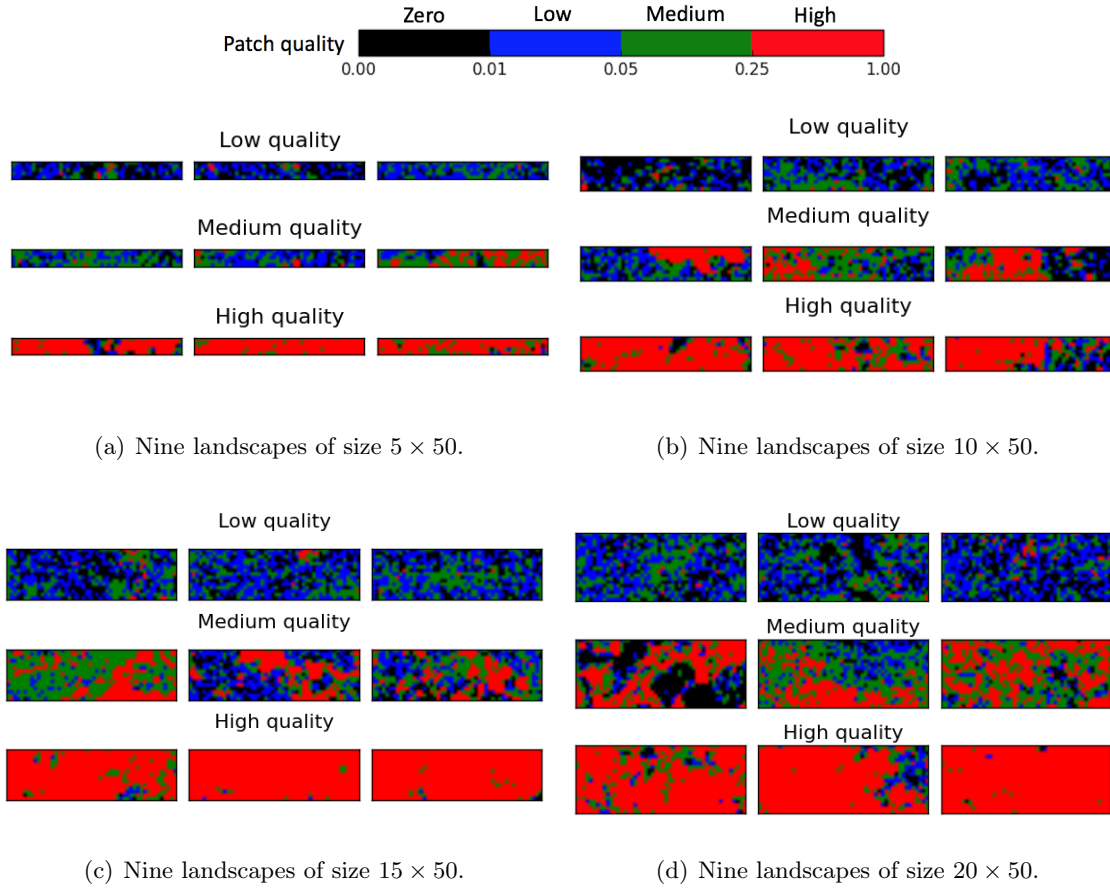 Zero Low Medium High
Patch quality
0.00 0.01 0.05 0.25 1.00
Low quality
Medium quality
High quality
(a) Nine landscapes of size 5 × 50.
Low quality
Medium quality
High quality
(b) Nine landscapes of size 10 × 50.
Low quality
Medium quality
High quality
(c) Nine landscapes of size 15 × 50.
Low quality
Medium quality
High quality
(d) Nine landscapes of size 20 × 50.